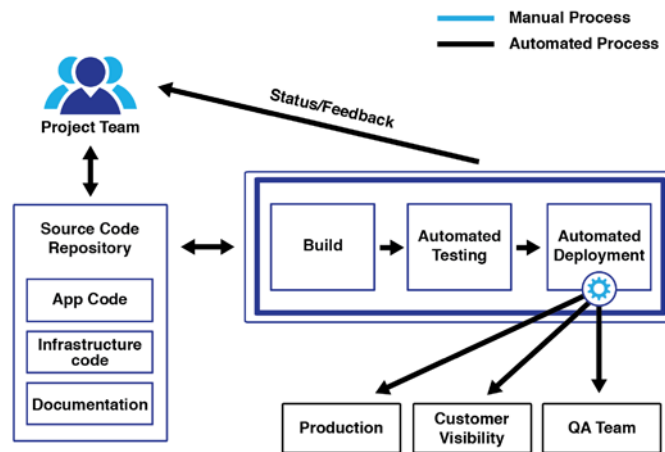 Manual Process
Automated Process
Status/Feedback
Project Team
Source Code
Repository
App Code
Infrastructure
code
Documentation
Build
Automated
Testing
Automated
Deployment
Production
Customer
Visibility
QA Team